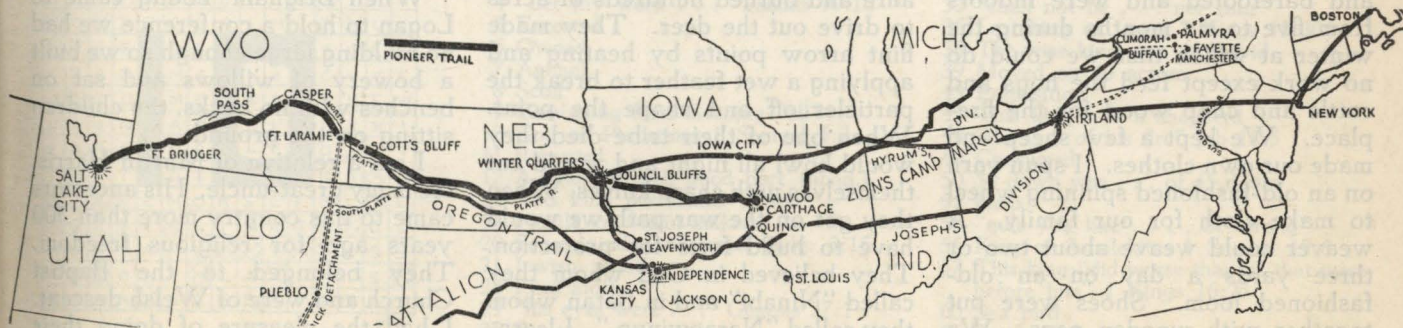 WYO
PIONEER TRAIL
MICH.
BOSTON
CUMORAH
PALMYRA
FAYETTE
MANCHESTER
BUFFALO
SOUTH
PASS
CASPER
NORTH
IOWA
NEB
NEW YORK
KIRTLAND
DIV.
MARCH
HYRUM'S
ZION'S CAMP
FT LARAMIE
SCOTT'S BLUFF
PLATTE
IOWA CITY
WINTER QUARTERS
COUNCIL BLUFFS
PLATTE R.
FT. BRIDGER
SALT
LAKE
CITY
SOUTH PLATTE
OREGON TRAIL
NAUVOO
CARTHAGE
QUINCY
DIVISION
JOSEPH'S
IND.
COLO
UTAH
ST. JOSEPH
LEAVENWORTH
INDEPENDENCE
KANSAS
CITY
JACKSON CO.
ST. LOUIS
PUEBLO
ICK DETACHMENT
ATTALION